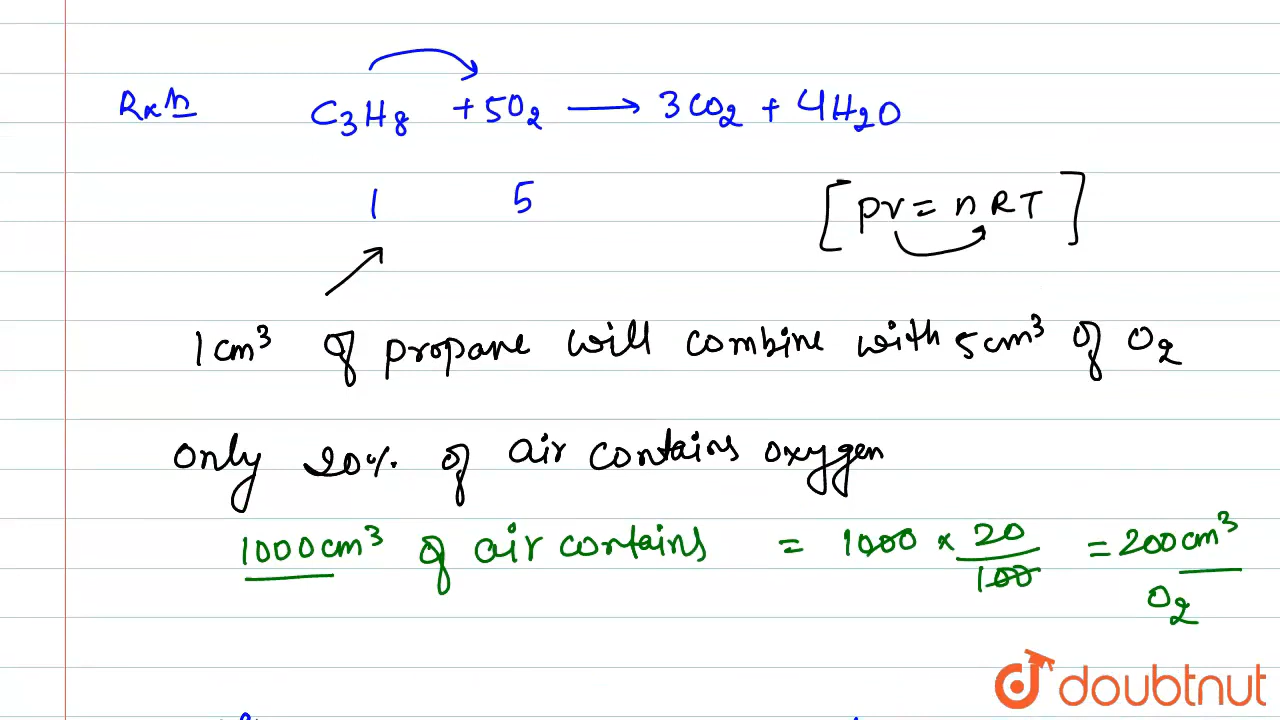 Rxn C3H8 + 5O2 → 3CO2 + 4H2O
1 5 [PV = nRT]
1cm³ of propane will combine with 5cm³ of O2
only 20% of air contains oxygen
1000cm³ of air contains = 1000 × 20/100 = 200cm³
O2
doubtnut